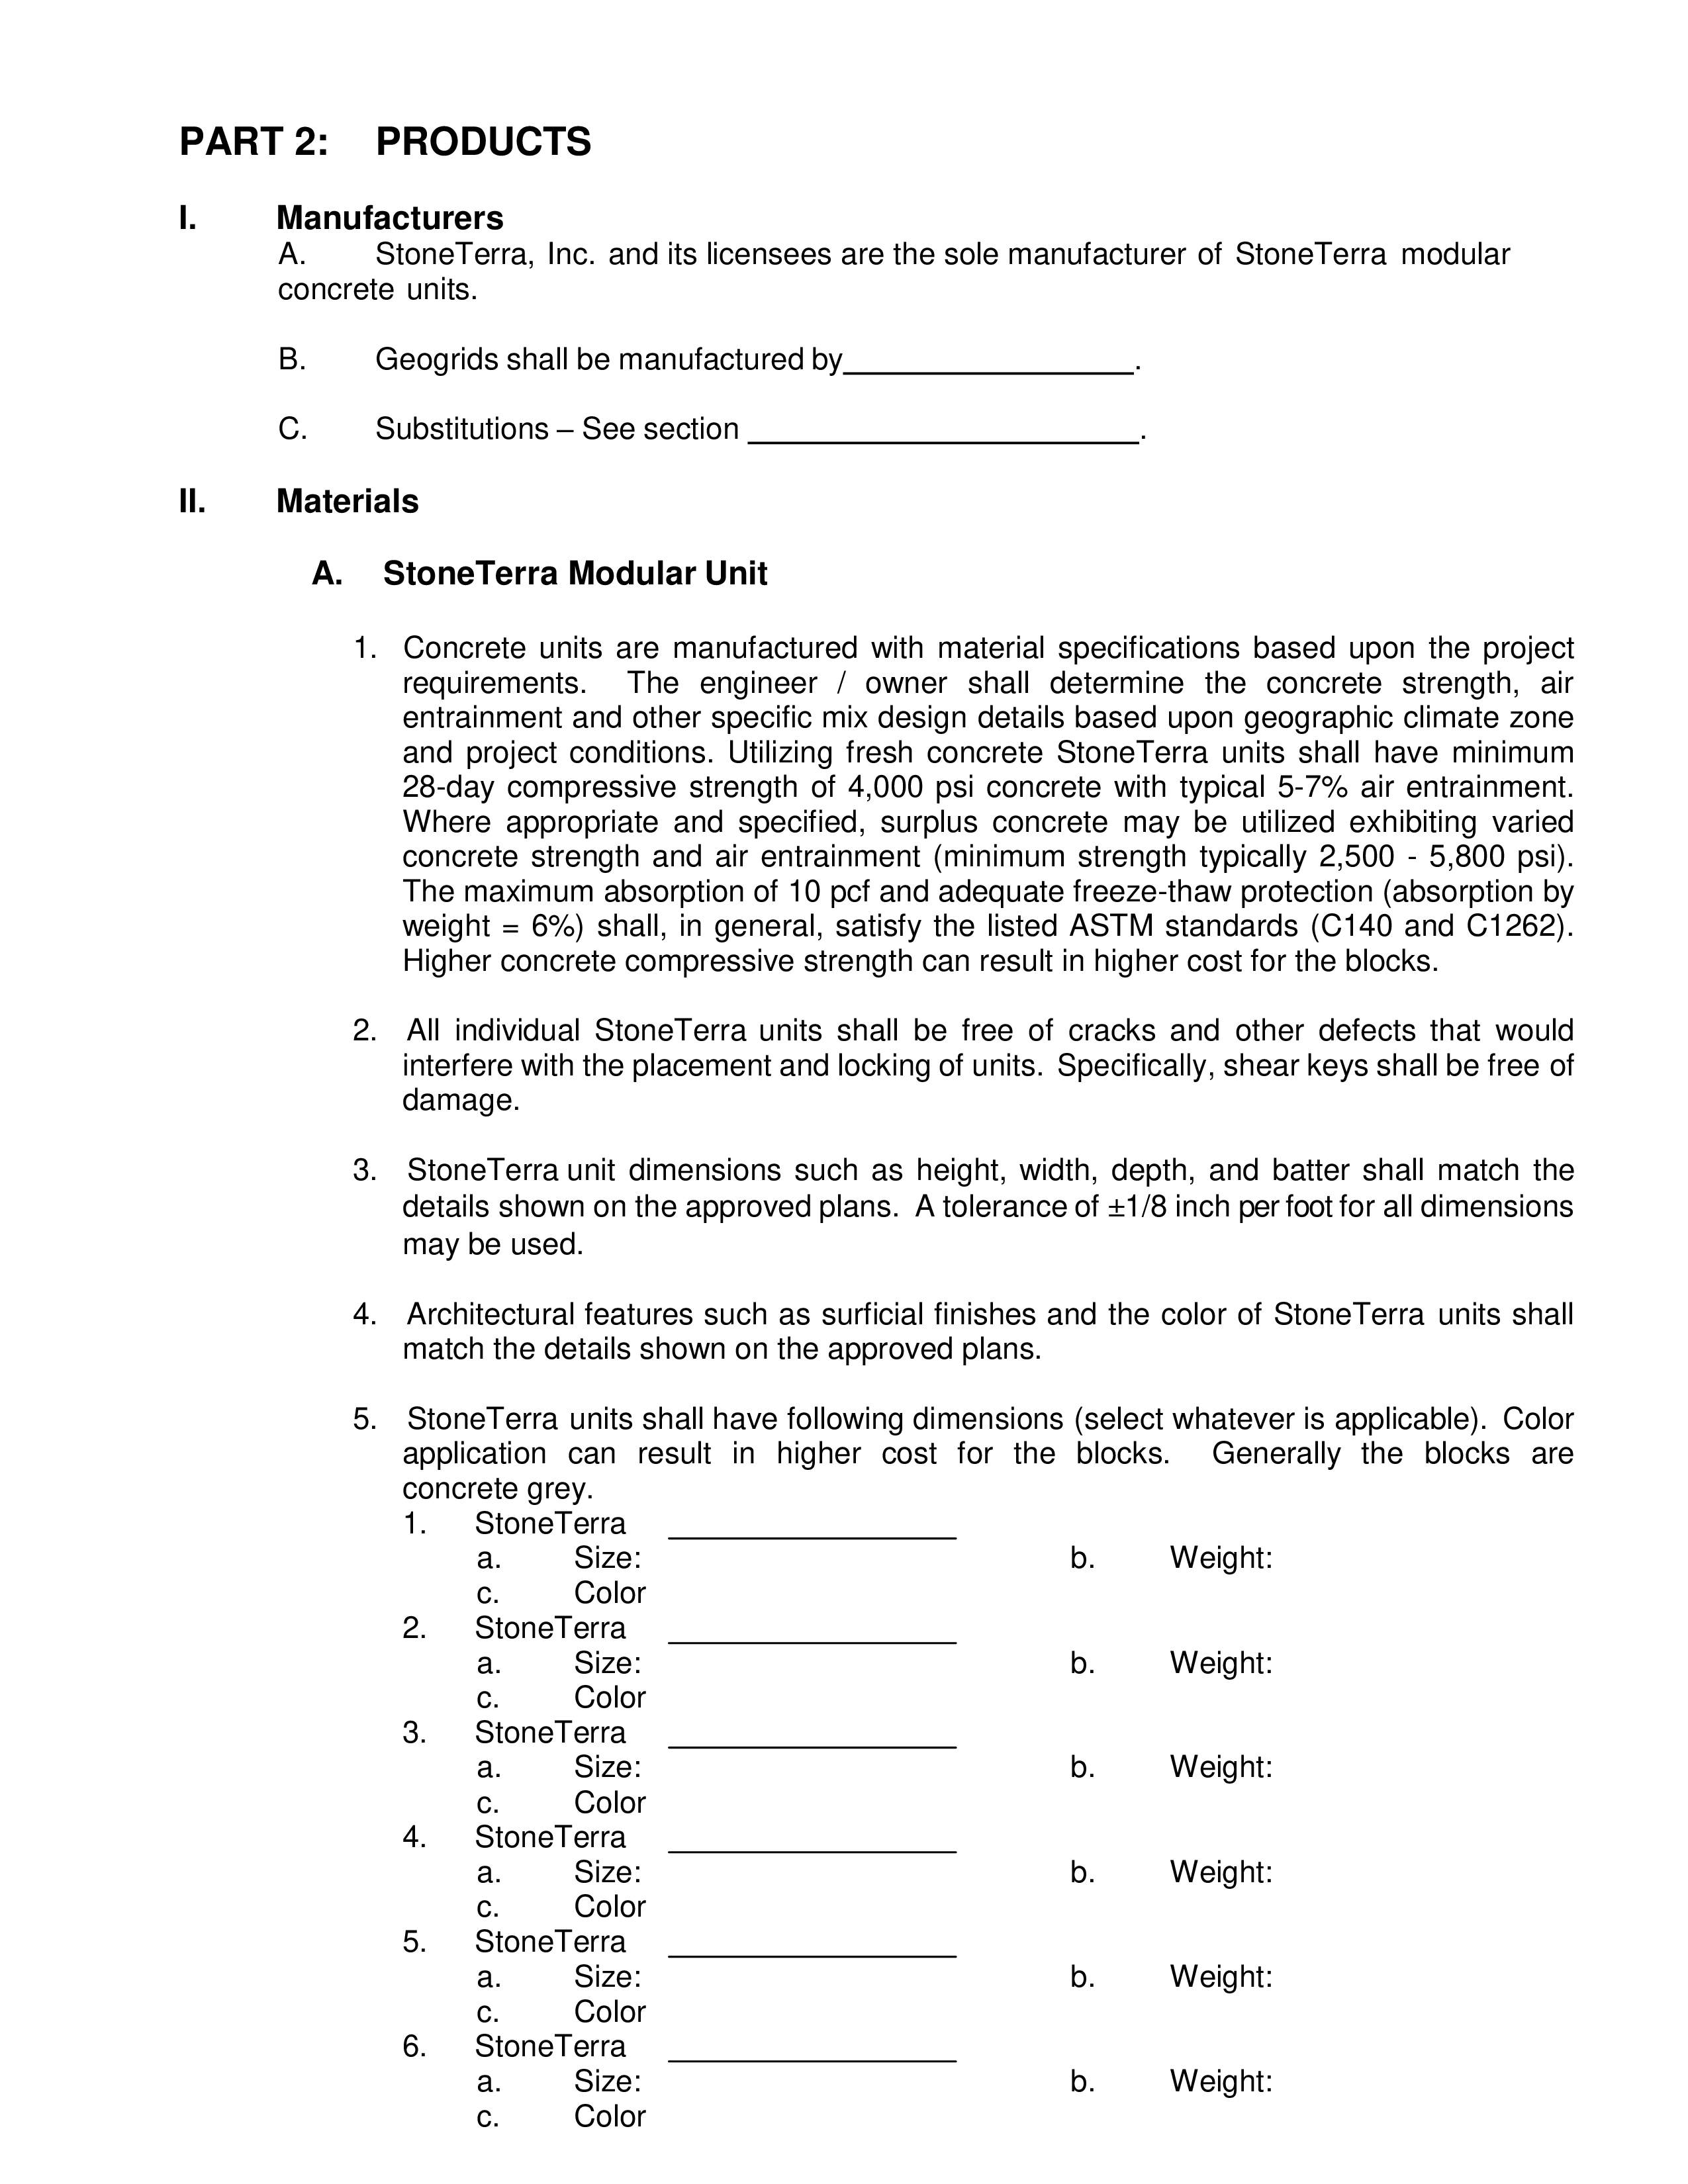 PART 2: PRODUCTS
I. Manufacturers
A. StoneTerra, Inc. and its licensees are the sole manufacturer of StoneTerra modular
concrete units.
B. Geogrids shall be manufactured by__________________.
C. Substitutions – See section ________________________.
II. Materials
A. StoneTerra Modular Unit
1. Concrete units are manufactured with material specifications based upon the project
requirements. The engineer / owner shall determine the concrete strength, air
entrainment and other specific mix design details based upon geographic climate zone
and project conditions. Utilizing fresh concrete StoneTerra units shall have minimum
28-day compressive strength of 4,000 psi concrete with typical 5-7% air entrainment.
Where appropriate and specified, surplus concrete may be utilized exhibiting varied
concrete strength and air entrainment (minimum strength typically 2,500 - 5,800 psi).
The maximum absorption of 10 pcf and adequate freeze-thaw protection (absorption by
weight = 6%) shall, in general, satisfy the listed ASTM standards (C140 and C1262).
Higher concrete compressive strength can result in higher cost for the blocks.
2. All individual StoneTerra units shall be free of cracks and other defects that would
interfere with the placement and locking of units. Specifically, shear keys shall be free of
damage.
3. StoneTerra unit dimensions such as height, width, depth, and batter shall match the
details shown on the approved plans. A tolerance of ±1/8 inch per foot for all dimensions
may be used.
4. Architectural features such as surficial finishes and the color of StoneTerra units shall
match the details shown on the approved plans.
5. StoneTerra units shall have following dimensions (select whatever is applicable). Color
application can result in higher cost for the blocks. Generally the blocks are
concrete grey.
1. StoneTerra __________________
a. Size: b. Weight:
c. Color
2. StoneTerra __________________
a. Size: b. Weight:
c. Color
3. StoneTerra __________________
a. Size: b. Weight:
c. Color
4. StoneTerra __________________
a. Size: b. Weight:
c. Color
5. StoneTerra __________________
a. Size: b. Weight:
c. Color
6. StoneTerra __________________
a. Size: b. Weight:
c. Color